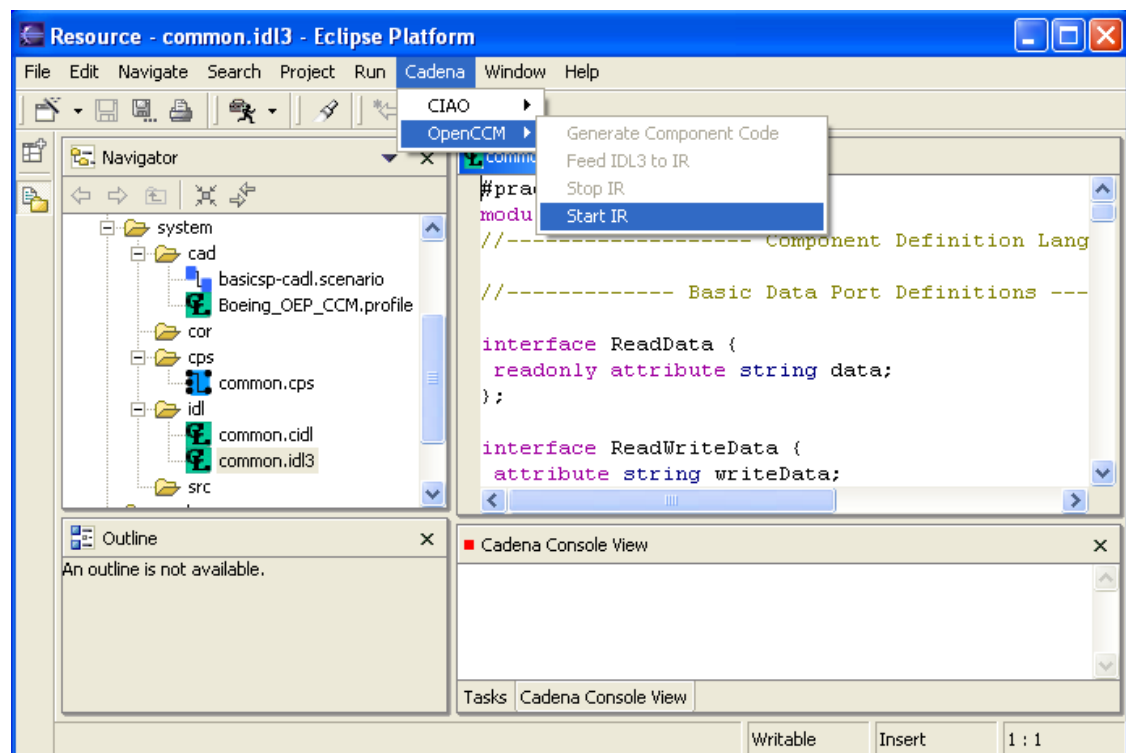 Resource - common.idl3 - Eclipse Platform
File Edit Navigate Search Project Run Cadena Window Help
CIAO
OpenCCM
Generate Component Code
Feed IDL3 to IR
Stop IR
Start IR
Navigator
system
cad
basicsp-cadl.scenario
Boeing_OEP_CCM.profile
cor
cps
common.cps
idl
common.cidl
common.idl3
src
#prag
modu
//------------------- Component Definition Lang
//------------- Basic Data Port Definitions ---
interface ReadData {
readonly attribute string data;
};
interface ReadWriteData {
attribute string writeData;
Outline
An outline is not available.
Cadena Console View
Tasks Cadena Console View
Writable Insert 1 : 1